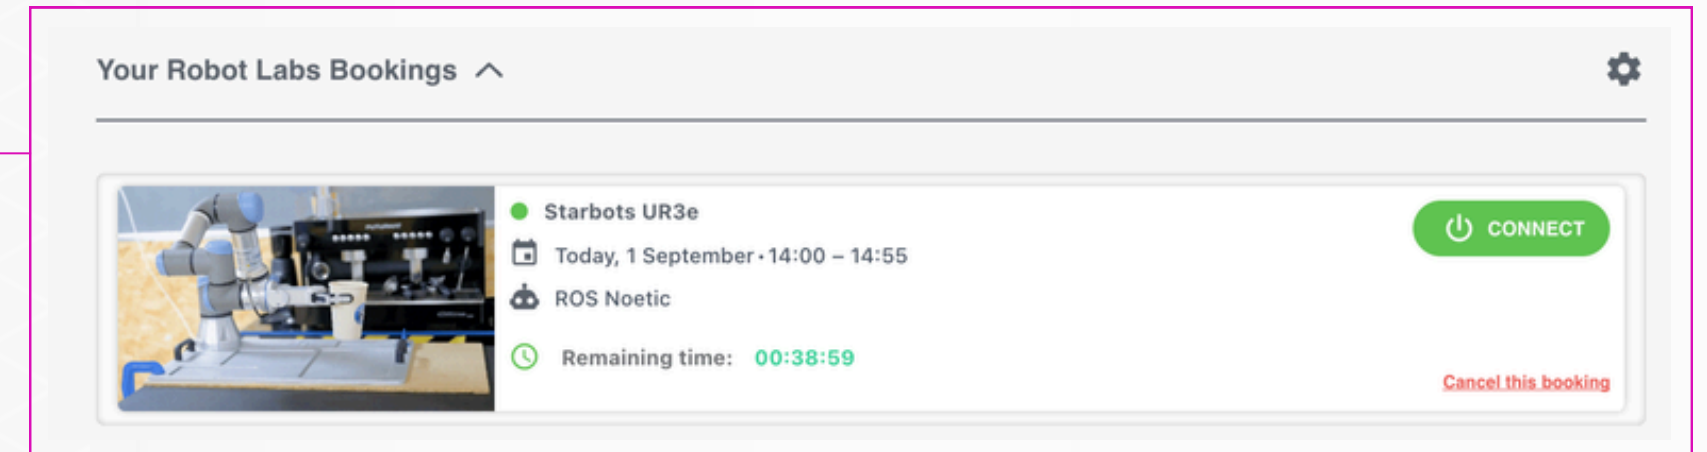 Your Robot Labs Bookings
Starbots UR3e
Today, 1 September · 14:00 – 14:55
ROS Noetic
Remaining time: 00:38:59
CONNECT
Cancel this booking